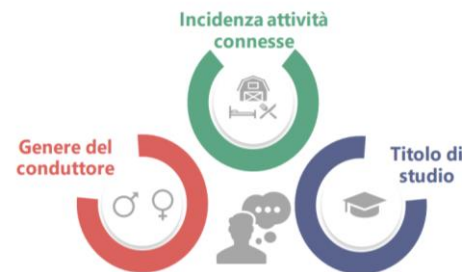 Incidenza attività
connesse
Genere del
conduttore
Titolo di
studio